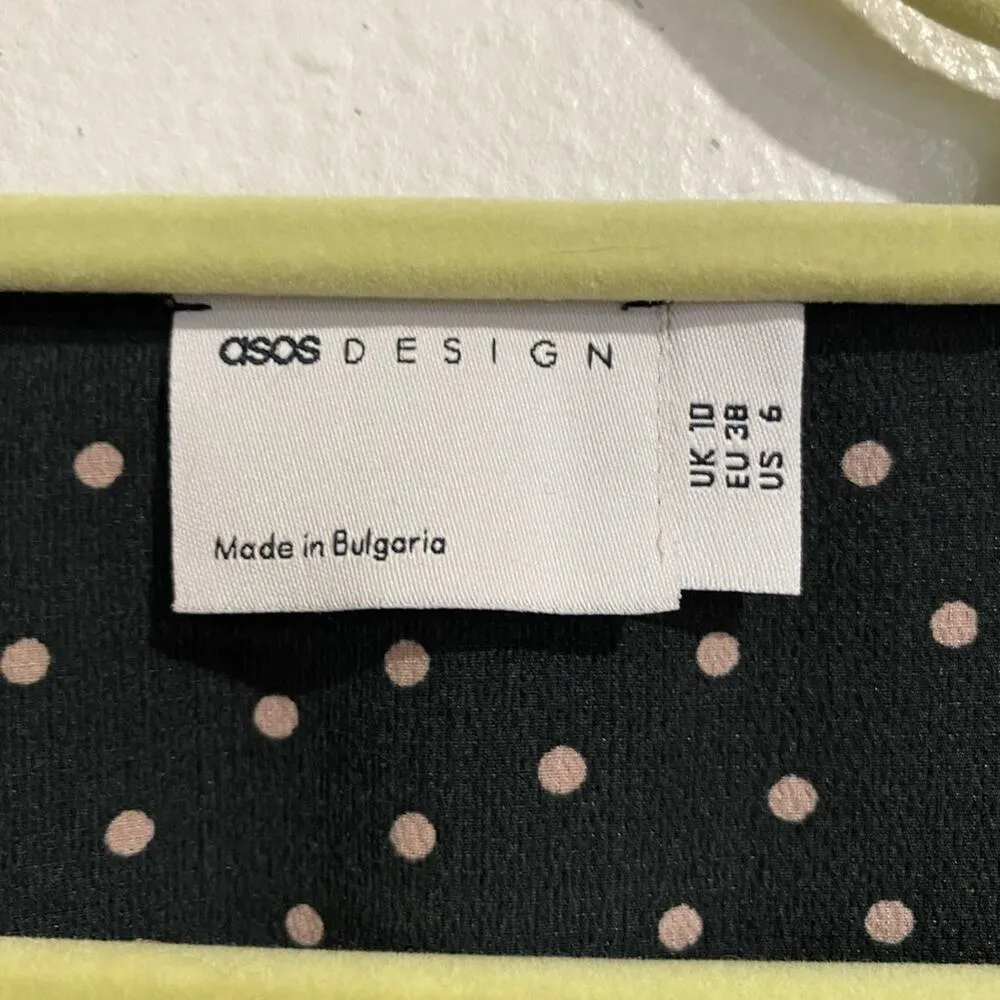 asos DESIGN
Made in Bulgaria
UK 10
EU 38
US 6